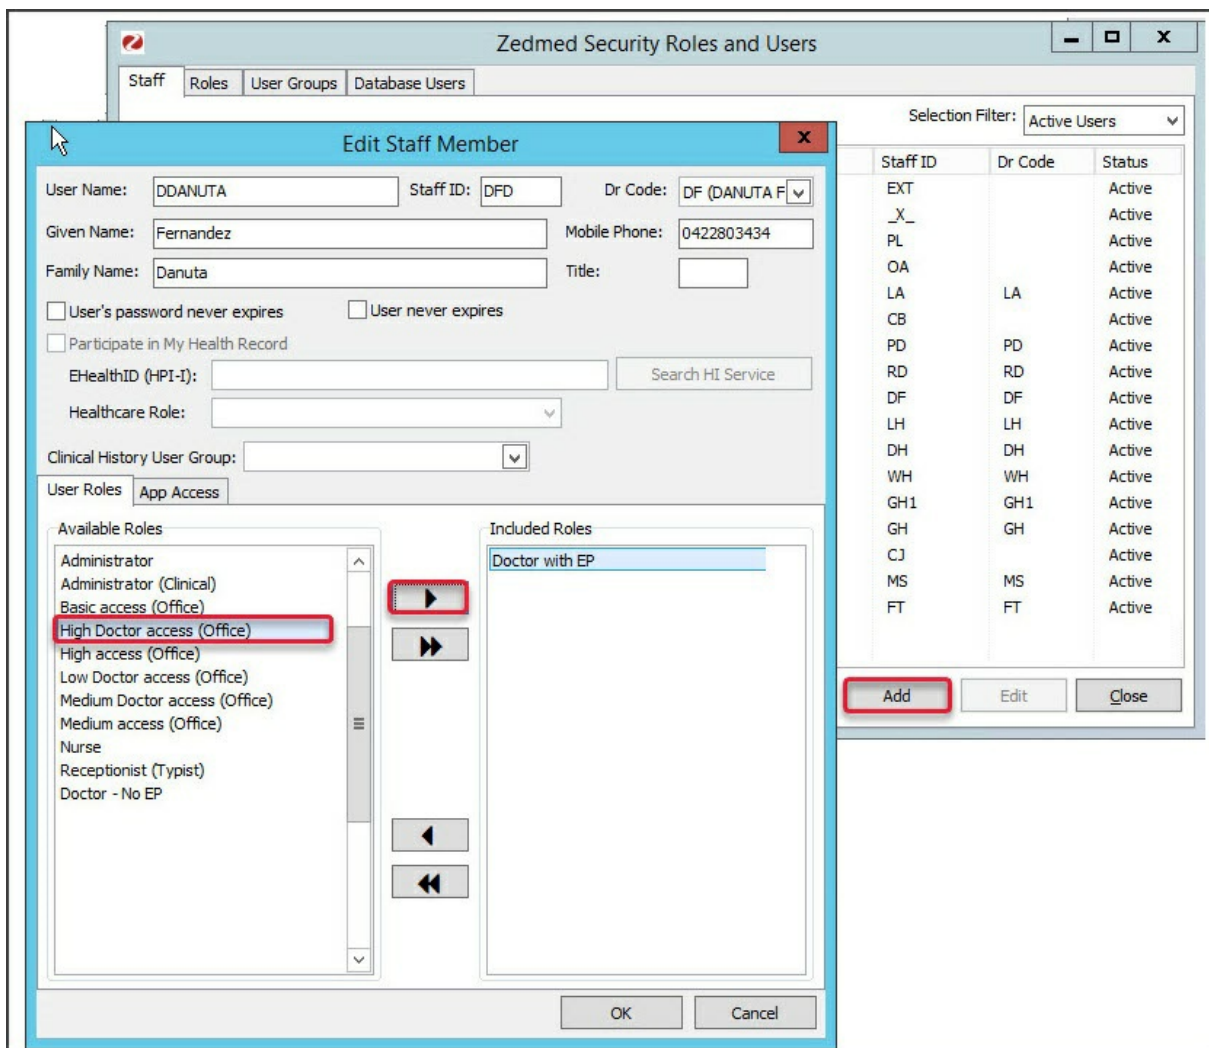 Zedmed Security Roles and Users
Staff
Roles
User Groups
Database Users
Selection Filter: Active Users
Staff ID Dr Code Status
EXT Active
_X_ Active
PL Active
OA Active
LA LA Active
CB Active
PD PD Active
RD RD Active
DF DF Active
LH LH Active
DH DH Active
WH WH Active
GH1 GH1 Active
GH GH Active
CJ Active
MS MS Active
FT FT Active
Add Edit Close
Edit Staff Member
User Name: DDANUTA Staff ID: DFD Dr Code: DF (DANUTA F
Given Name: Fernandez Mobile Phone: 0422803434
Family Name: Danuta Title:
User's password never expires User never expires
Participate in My Health Record
EHealthID (HPI-I): Search HI Service
Healthcare Role:
Clinical History User Group:
User Roles App Access
Available Roles
Administrator
Administrator (Clinical)
Basic access (Office)
High Doctor access (Office)
High access (Office)
Low Doctor access (Office)
Medium Doctor access (Office)
Medium access (Office)
Nurse
Receptionist (Typist)
Doctor - No EP
Included Roles
Doctor with EP
OK Cancel